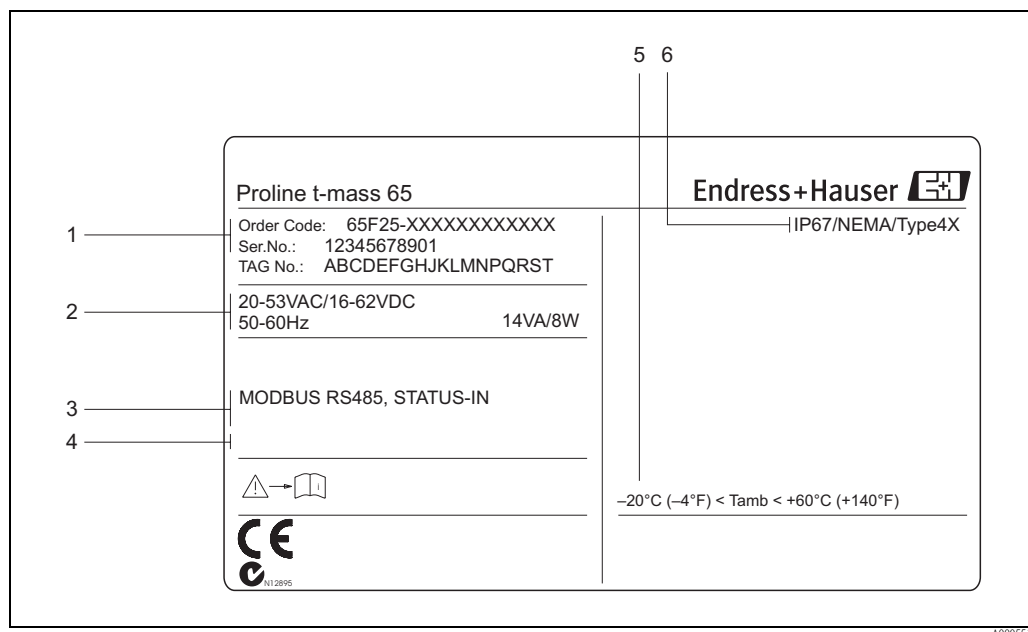 5 6
Proline t-mass 65
Endress+Hauser EH
1
Order Code: 65F25-XXXXXXXXXXXX
Ser.No.: 12345678901
TAG No.: ABCDEFGHJKLMNPQRST
6
IP67/NEMA/Type4X
2
20-53VAC/16-62VDC
50-60Hz 14VA/8W
3
MODBUS RS485, STATUS-IN
4
i
–20°C (–4°F) < Tamb < +60°C (+140°F)
CE
N12895